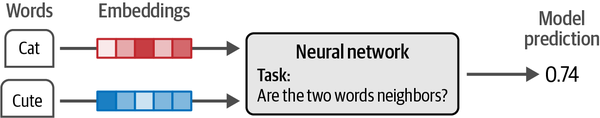 Words
Embeddings
Model
prediction
Cat
Cute
Neural network
Task:
Are the two words neighbors?
0.74